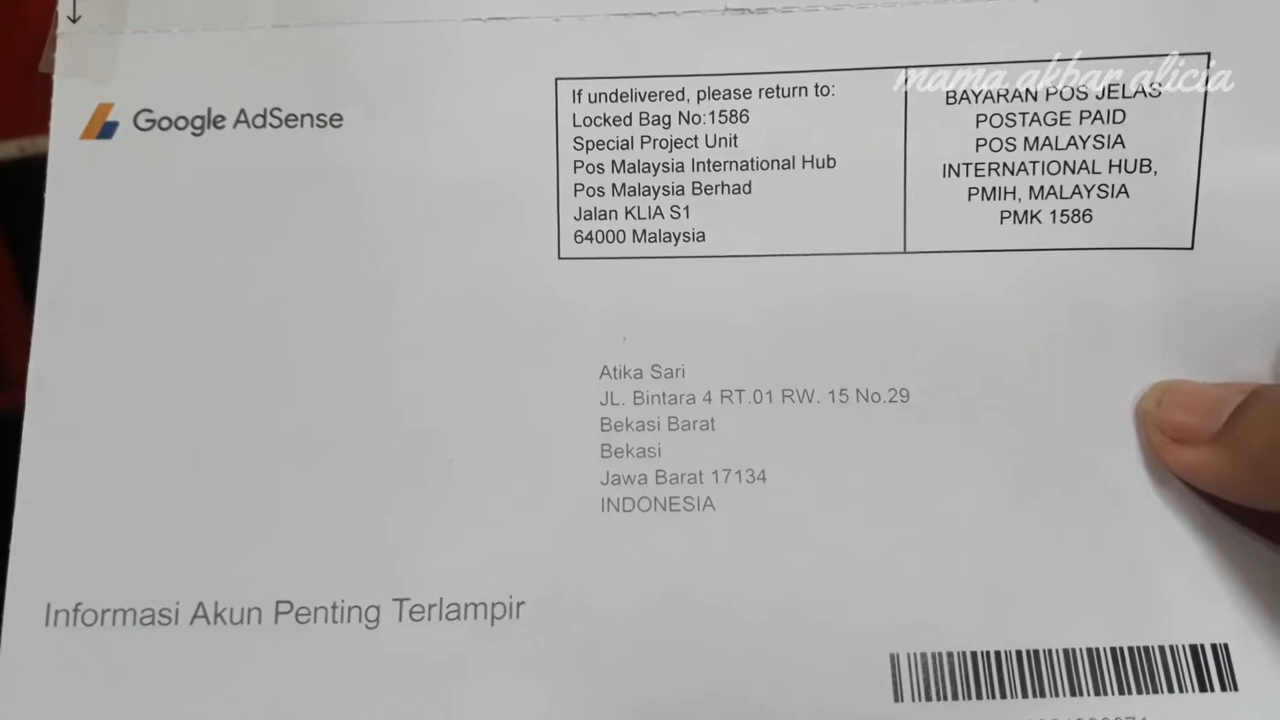 mama akbar alicia
Google AdSense
If undelivered, please return to:
Locked Bag No:1586
Special Project Unit
Pos Malaysia International Hub
Pos Malaysia Berhad
Jalan KLIA S1
64000 Malaysia
BAYARAN POS JELAS
POSTAGE PAID
POS MALAYSIA
INTERNATIONAL HUB,
PMIH, MALAYSIA
PMK 1586
Atika Sari
JL. Bintara 4 RT.01 RW. 15 No.29
Bekasi Barat
Bekasi
Jawa Barat 17134
INDONESIA
Informasi Akun Penting Terlampir